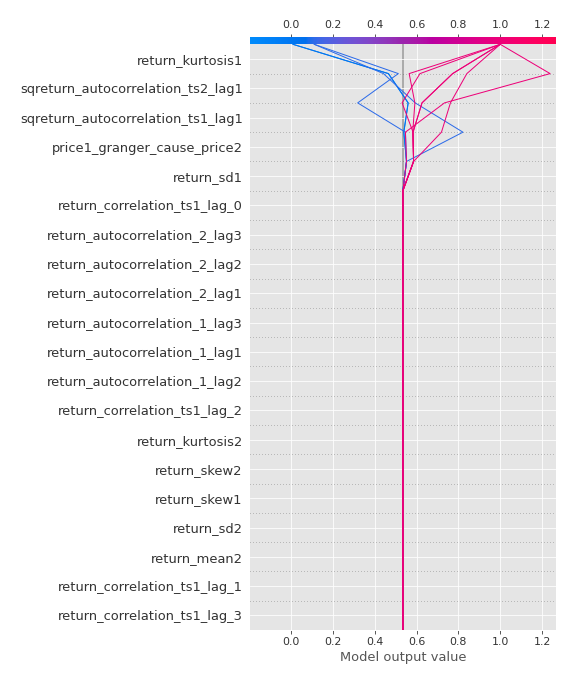 0.0 0.2 0.4 0.6 0.8 1.0 1.2
return_kurtosis1
sqreturn_autocorrelation_ts2_lag1
sqreturn_autocorrelation_ts1_lag1
price1_granger_cause_price2
return_sd1
return_correlation_ts1_lag_0
return_autocorrelation_2_lag3
return_autocorrelation_2_lag2
return_autocorrelation_2_lag1
return_autocorrelation_1_lag3
return_autocorrelation_1_lag1
return_autocorrelation_1_lag2
return_correlation_ts1_lag_2
return_kurtosis2
return_skew2
return_skew1
return_sd2
return_mean2
return_correlation_ts1_lag_1
return_correlation_ts1_lag_3
0.0 0.2 0.4 0.6 0.8 1.0 1.2
Model output value